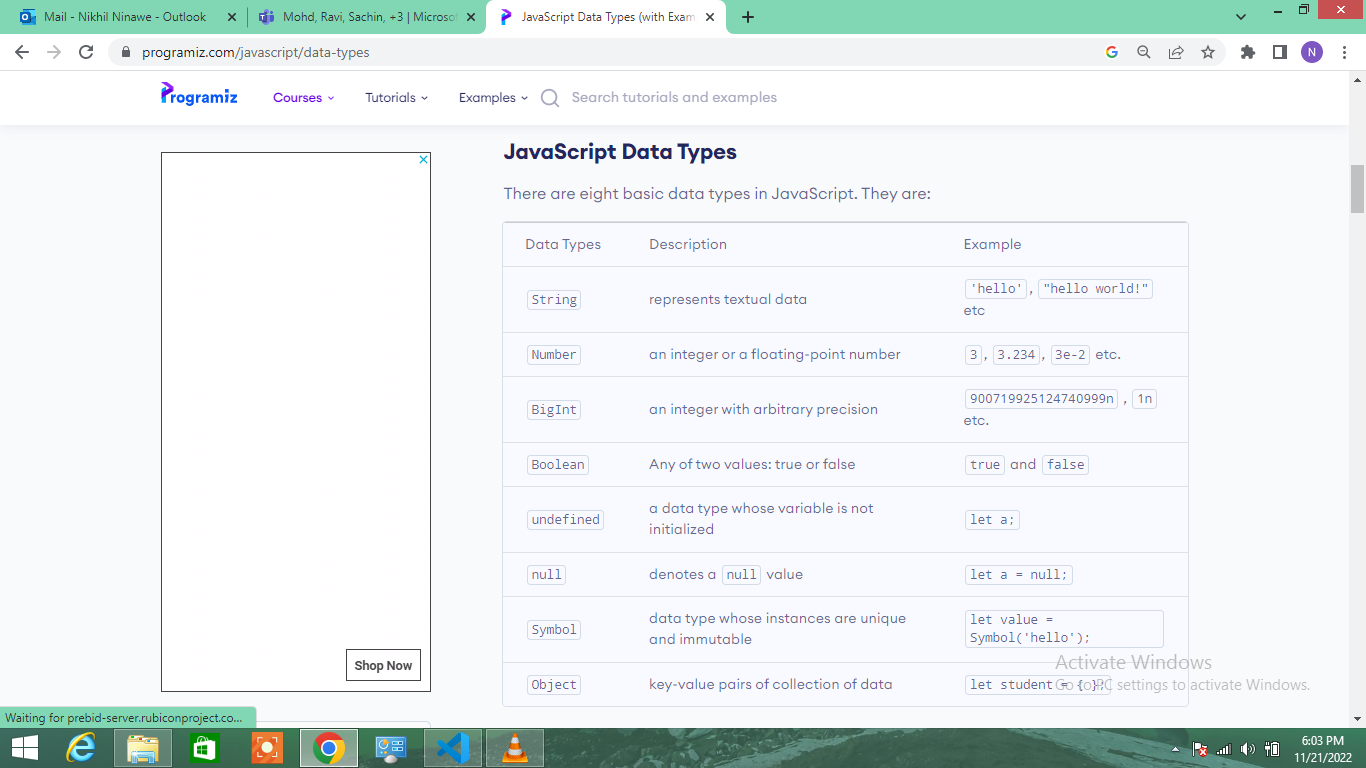 Mail - Nikhil Ninawe - Outlook
Mohd, Ravi, Sachin, +3 | Microsof
JavaScript Data Types (with Exam
programiz.com/javascript/data-types
N
Programiz
Courses
Tutorials
Examples
Search tutorials and examples
JavaScript Data Types
There are eight basic data types in JavaScript. They are:
Data Types Description Example
String represents textual data 'hello', "hello world!"
etc
Number an integer or a floating-point number 3, 3.234, 3e-2 etc.
BigInt an integer with arbitrary precision 900719925124740999n , 1n
etc.
Boolean Any of two values: true or false true and false
undefined a data type whose variable is not
initialized
let a;
null denotes a null value let a = null;
Symbol data type whose instances are unique
and immutable
let value =
Symbol('hello');
Object key-value pairs of collection of data let student = { };
Shop Now
Activate Windows
Go to PC settings to activate Windows.
Waiting for prebid-server.rubiconproject.co...
6:03 PM
11/21/2022